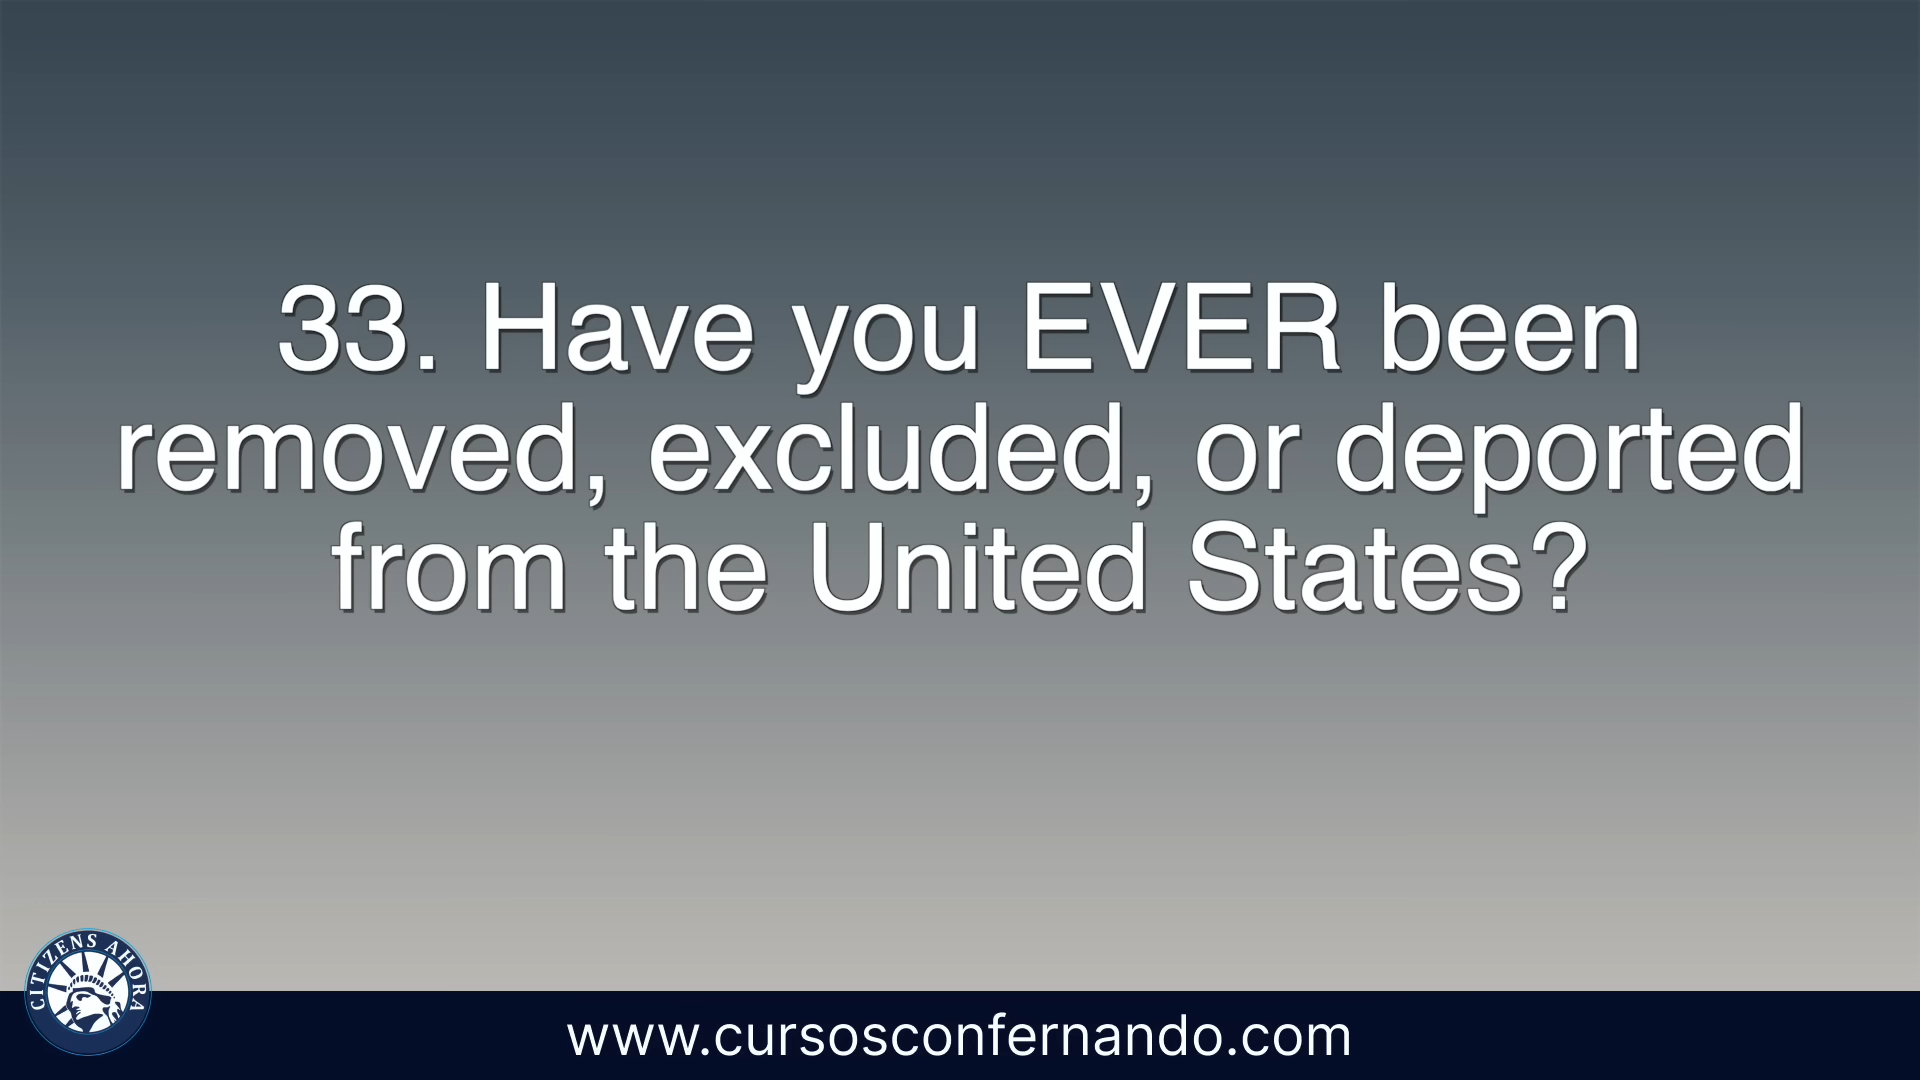 33. Have you EVER been
removed, excluded, or deported
from the United States?
CITIZENS AHORA
www.cursosconfernando.com